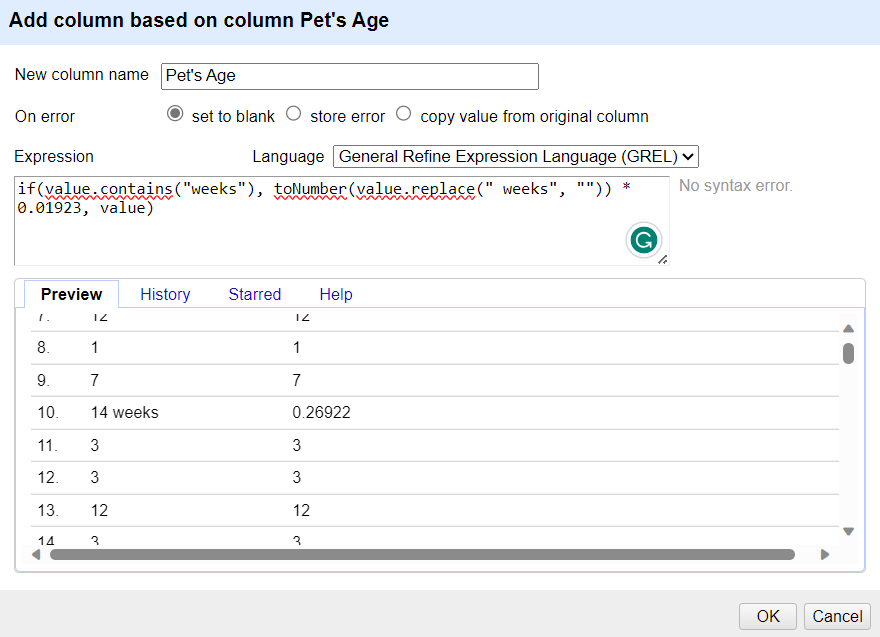 Add column based on column Pet's Age
New column name Pet's Age
On error set to blank store error copy value from original column
Expression Language General Refine Expression Language (GREL)
if(value.contains("weeks"), toNumber(value.replace(" weeks", "")) *
0.01923, value)
No syntax error.
Preview History Starred Help
7. 12 12
8. 1 1
9. 7 7
10. 14 weeks 0.26922
11. 3 3
12. 3 3
13. 12 12
14 3 3
OK Cancel